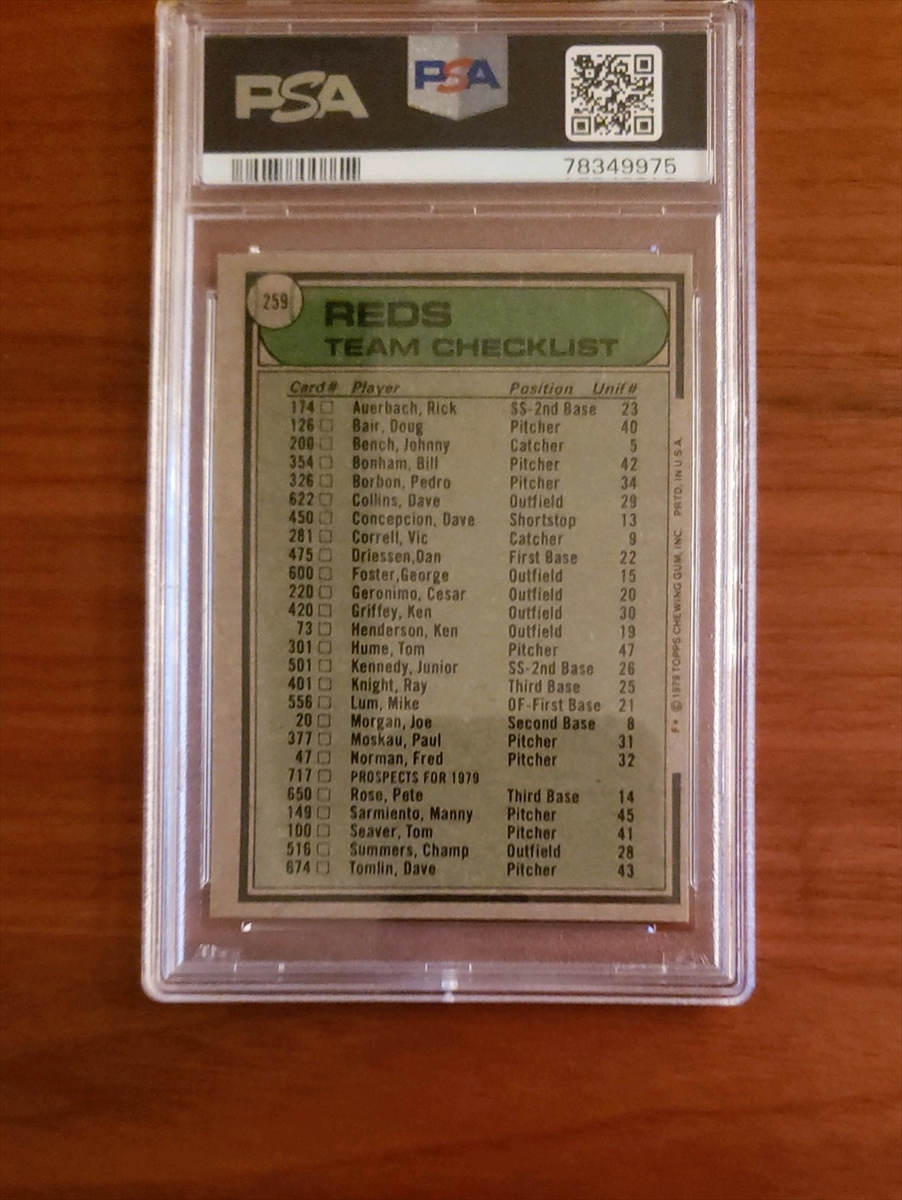 PSA PSA
78349975
259
REDS
TEAM CHECKLIST
Card # Player Position Unif #
174 Auerbach, Rick SS-2nd Base 23
126 Bair, Doug Pitcher 40
200 Bench, Johnny Catcher 5
354 Bonham, Bill Pitcher 42
326 Borbon, Pedro Pitcher 34
622 Collins, Dave Outfield 29
450 Concepcion, Dave Shortstop 13
281 Correll, Vic Catcher 9
475 Driessen,Dan First Base 22
600 Foster,George Outfield 15
220 Geronimo, Cesar Outfield 20
420 Griffey, Ken Outfield 30
73 Henderson, Ken Outfield 19
301 Hume, Tom Pitcher 47
501 Kennedy, Junior SS-2nd Base 26
401 Knight, Ray Third Base 25
556 Lum, Mike OF-First Base 21
20 Morgan, Joe Second Base 8
377 Moskau, Paul Pitcher 31
47 Norman, Fred Pitcher 32
717 PROSPECTS FOR 1979
650 Rose, Pete Third Base 14
149 Sarmiento, Manny Pitcher 45
100 Seaver, Tom Pitcher 41
516 Summers, Champ Outfield 28
674 Tomlin, Dave Pitcher 43
F* © 1979 TOPPS CHEWING GUM, INC. PRTD. IN U.S.A.